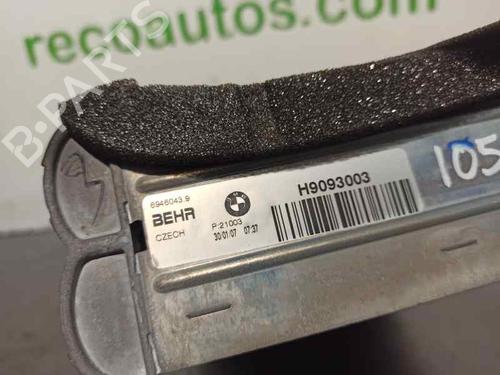 recoautos.com
B-PARTS
6946043.9
BEHR
CZECH
P:21003
30/01/07 07:37
H9093003
105